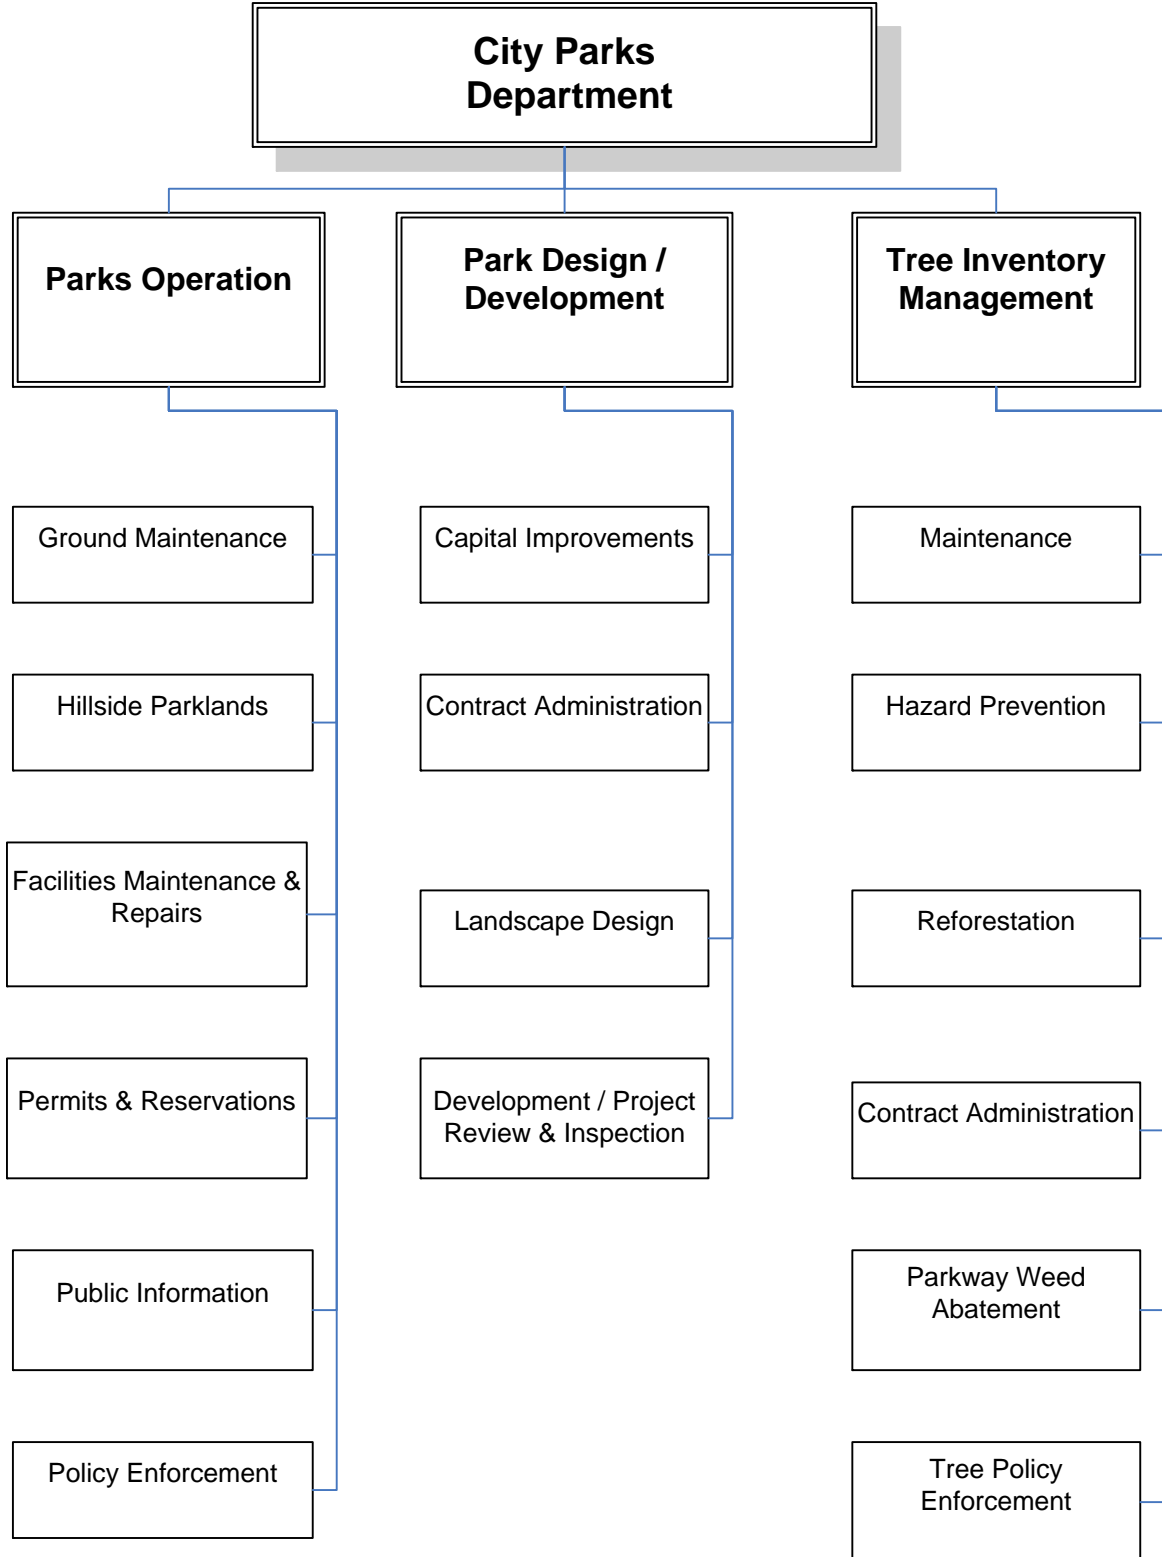 City Parks
Department
Parks Operation
Park Design /
Development
Tree Inventory
Management
Ground Maintenance
Capital Improvements
Maintenance
Hillside Parklands
Contract Administration
Hazard Prevention
Facilities Maintenance &
Repairs
Landscape Design
Reforestation
Permits & Reservations
Development / Project
Review & Inspection
Contract Administration
Public Information
Parkway Weed
Abatement
Policy Enforcement
Tree Policy
Enforcement